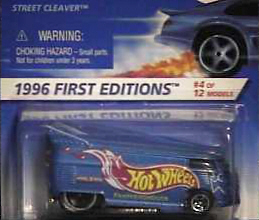 STREET CLEAVER™
WARNING:
CHOKING HAZARD – Small parts.
Not for children under 3 years.
1996 FIRST EDITIONS™
#4 OF
12 MODELS
Hot Wheels